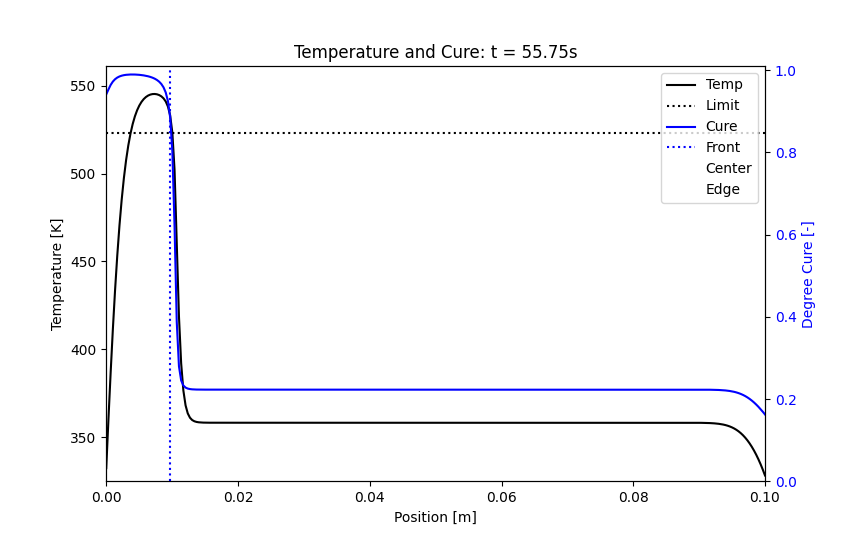 Temperature and Cure: t = 55.75s
550
500
450
400
350
Temperature [K]
1.0
0.8
0.6
0.4
0.2
0.0
Degree Cure [-]
Temp
Limit
Cure
Front
Center
Edge
0.00
0.02
0.04
0.06
0.08
0.10
Position [m]